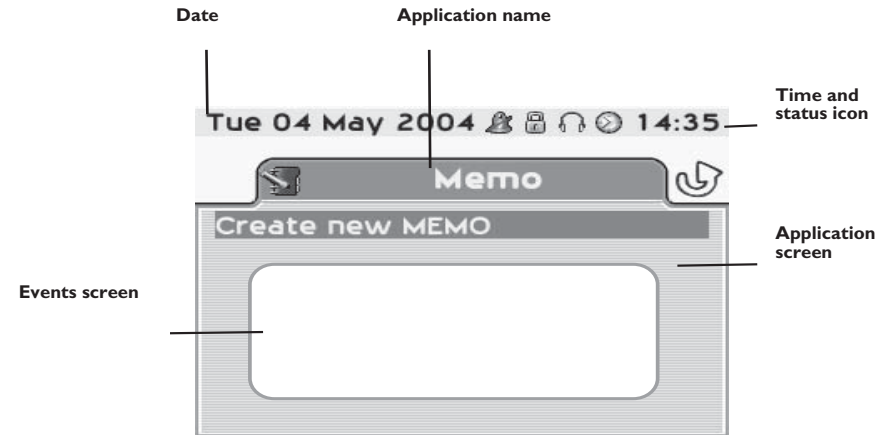 Date
Application name
Time and
status icon
Tue 04 May 2004 14:35
Memo
Create new MEMO
Application
screen
Events screen